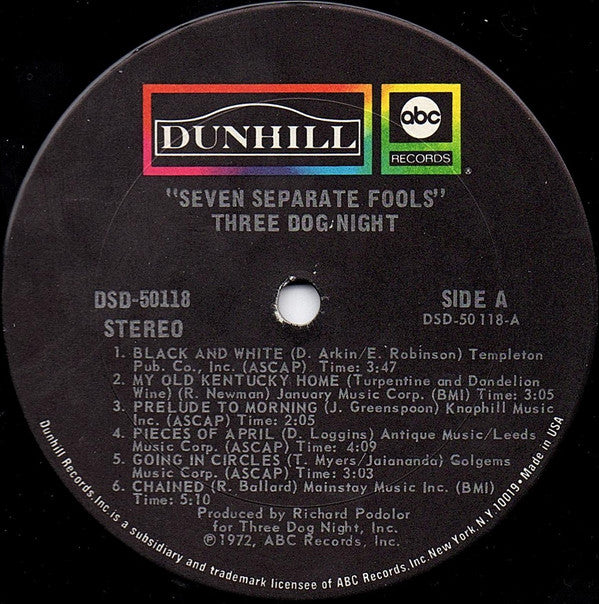 DUNHILL
abc
RECORDS
®
"SEVEN SEPARATE FOOLS"
THREE DOG NIGHT
DSD-50118
STEREO
SIDE A
DSD-50118-A
1. BLACK AND WHITE (D. Arkin/E. Robinson) Templeton
Pub. Co., Inc. (ASCAP) Time: 3:47
2. MY OLD KENTUCKY HOME (Turpentine and Dandelion
Wine) (R. Newman) January Music Corp. (BMI) Time: 3:05
3. PRELUDE TO MORNING (J. Greenspoon) Knaphill Music
Inc. (ASCAP) Time: 2:05
4. PIECES OF APRIL (D. Loggins) Antique Music/Leeds
Music Corp. (ASCAP) Time: 4:09
5. GOING IN CIRCLES (T. Myers/Jaiananda) Colgems
Music Corp. (ASCAP) Time: 3:03
6. CHAINED (R. Ballard) Mainstay Music Inc. (BMI)
Time: 5:10
Produced by Richard Podolor
for Three Dog Night, Inc.
℗1972, ABC Records, Inc.
Dunhill Records Inc. is a subsidiary and trademark licensee of ABC Records, Inc. New York, N.Y. 10019 • Made in USA